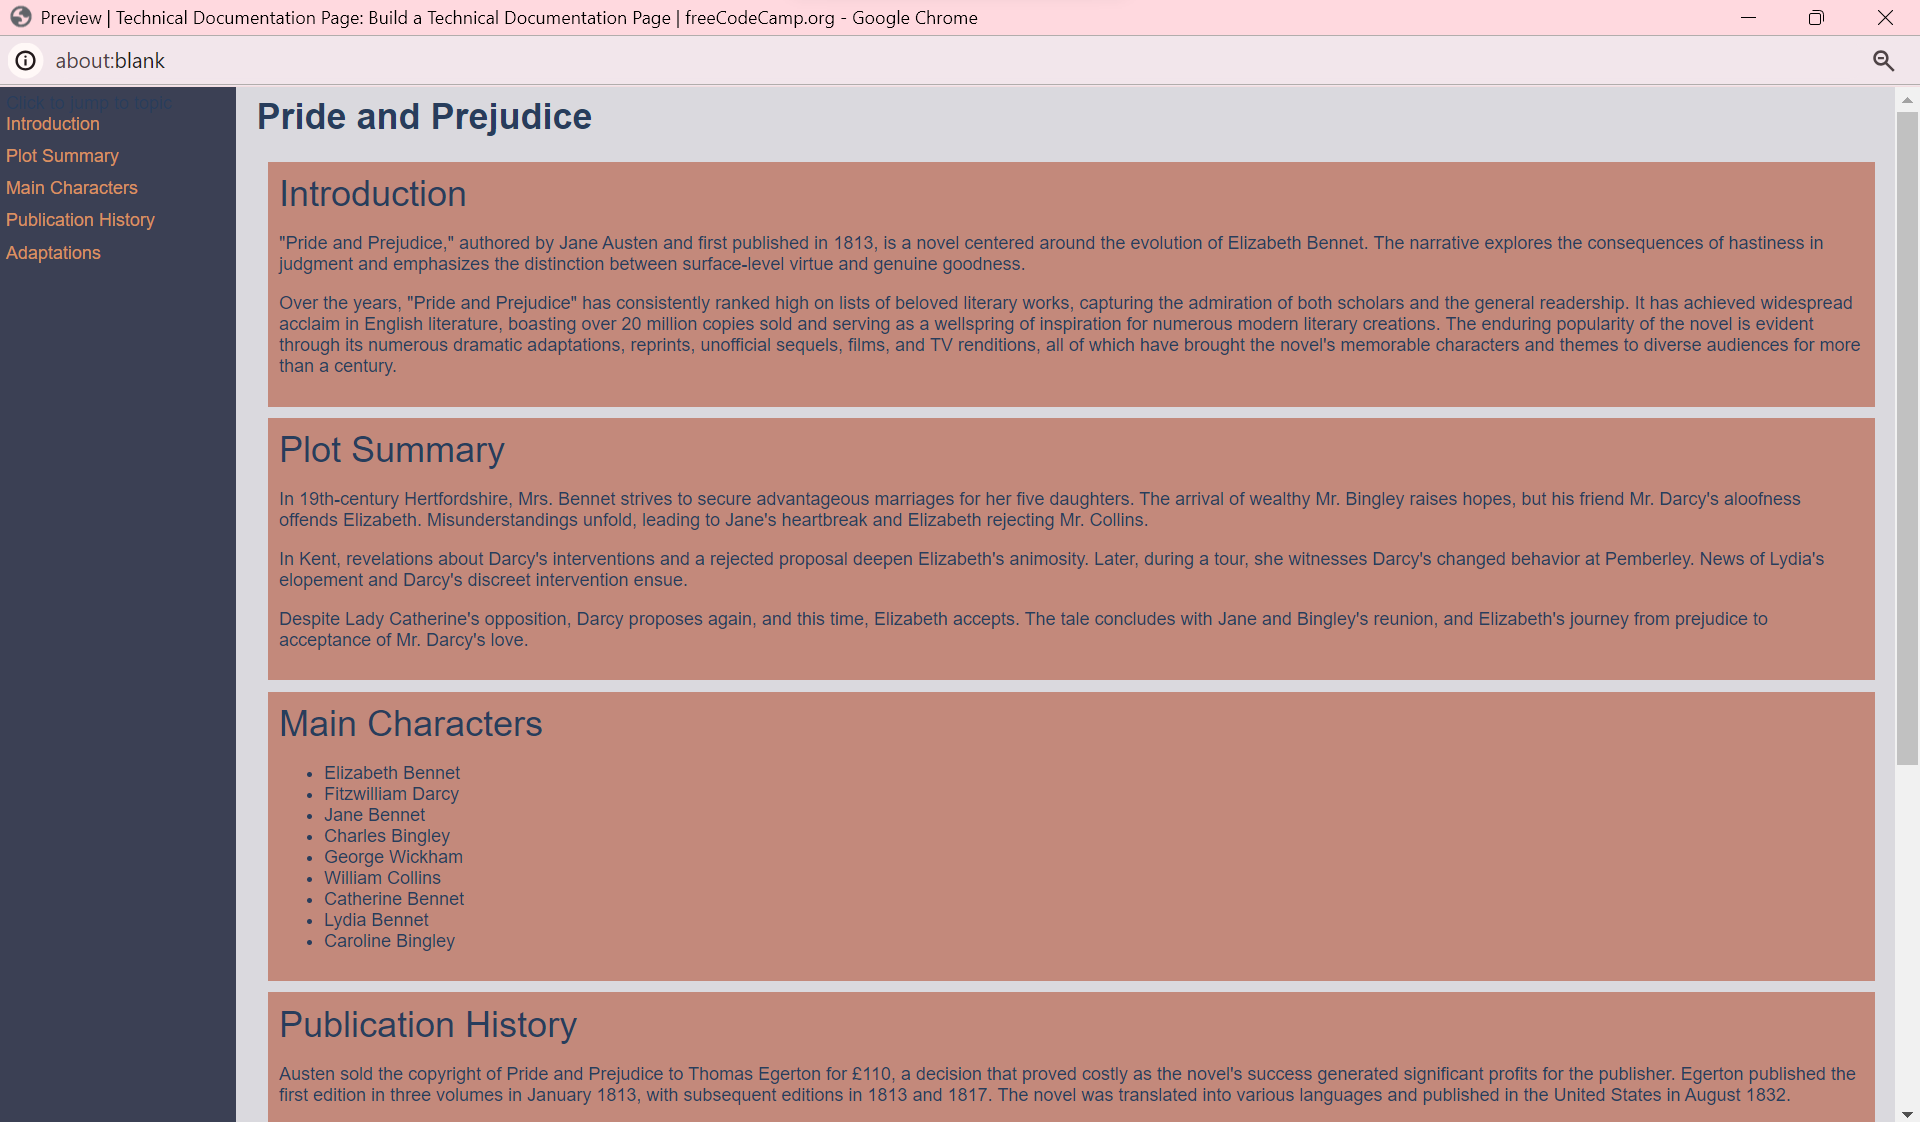 Preview | Technical Documentation Page: Build a Technical Documentation Page | freeCodeCamp.org - Google Chrome
about:blank
Click to jump to topic
Introduction
Plot Summary
Main Characters
Publication History
Adaptations
Pride and Prejudice
Introduction
"Pride and Prejudice," authored by Jane Austen and first published in 1813, is a novel centered around the evolution of Elizabeth Bennet. The narrative explores the consequences of hastiness in
judgment and emphasizes the distinction between surface-level virtue and genuine goodness.
Over the years, "Pride and Prejudice" has consistently ranked high on lists of beloved literary works, capturing the admiration of both scholars and the general readership. It has achieved widespread
acclaim in English literature, boasting over 20 million copies sold and serving as a wellspring of inspiration for numerous modern literary creations. The enduring popularity of the novel is evident
through its numerous dramatic adaptations, reprints, unofficial sequels, films, and TV renditions, all of which have brought the novel's memorable characters and themes to diverse audiences for more
than a century.
Plot Summary
In 19th-century Hertfordshire, Mrs. Bennet strives to secure advantageous marriages for her five daughters. The arrival of wealthy Mr. Bingley raises hopes, but his friend Mr. Darcy's aloofness
offends Elizabeth. Misunderstandings unfold, leading to Jane's heartbreak and Elizabeth rejecting Mr. Collins.
In Kent, revelations about Darcy's interventions and a rejected proposal deepen Elizabeth's animosity. Later, during a tour, she witnesses Darcy's changed behavior at Pemberley. News of Lydia's
elopement and Darcy's discreet intervention ensue.
Despite Lady Catherine's opposition, Darcy proposes again, and this time, Elizabeth accepts. The tale concludes with Jane and Bingley's reunion, and Elizabeth's journey from prejudice to
acceptance of Mr. Darcy's love.
Main Characters
• Elizabeth Bennet
• Fitzwilliam Darcy
• Jane Bennet
• Charles Bingley
• George Wickham
• William Collins
• Catherine Bennet
• Lydia Bennet
• Caroline Bingley
Publication History
Austen sold the copyright of Pride and Prejudice to Thomas Egerton for £110, a decision that proved costly as the novel's success generated significant profits for the publisher. Egerton published the
first edition in three volumes in January 1813, with subsequent editions in 1813 and 1817. The novel was translated into various languages and published in the United States in August 1832.